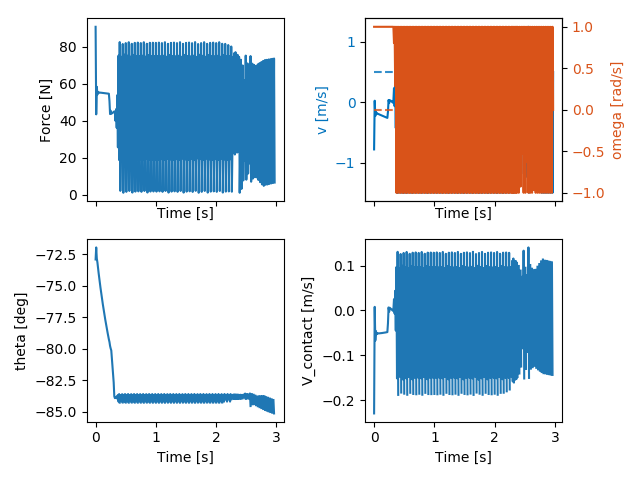 Force [N]
80
60
40
20
0
Time [s]
v [m/s]
1
0
−1
omega [rad/s]
1.0
0.5
0.0
−0.5
−1.0
Time [s]
theta [deg]
−72.5
−75.0
−77.5
−80.0
−82.5
−85.0
0 1 2 3
Time [s]
V_contact [m/s]
0.1
0.0
−0.1
−0.2
0 1 2 3
Time [s]